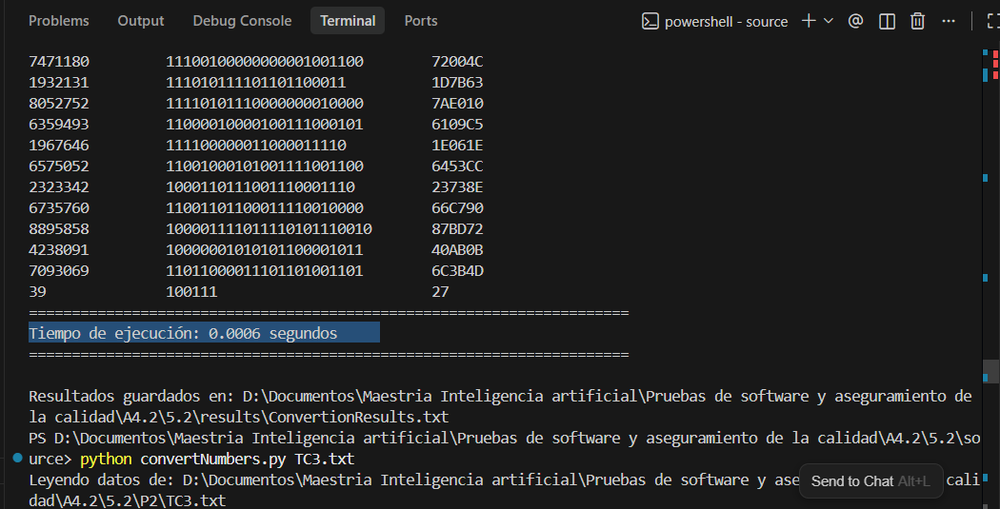 Problems Output Debug Console Terminal Ports powershell - source
7471180 11100100000000001001100 72004C
1932131 111010111101101100011 1D7B63
8052752 11110101110000000010000 7AE010
6359493 11000010000100111000101 6109C5
1967646 111100000011000011110 1E061E
6575052 11001000101001111001100 6453CC
2323342 1000110111001110001110 23738E
6735760 11001101100011110010000 66C790
8895858 100001111011110101110010 87BD72
4238091 10000001010101100001011 40AB0B
7093069 11011000011101101001101 6C3B4D
39 100111 27
======================================================================
Tiempo de ejecución: 0.0006 segundos
======================================================================
Resultados guardados en: D:\Documentos\Maestria Inteligencia artificial\Pruebas de software y aseguramiento de
la calidad\A4.2\5.2\results\ConvertionResults.txt
PS D:\Documentos\Maestria Inteligencia artificial\Pruebas de software y aseguramiento de la calidad\A4.2\5.2\so
urce> python convertNumbers.py TC3.txt
Leyendo datos de: D:\Documentos\Maestria Inteligencia artificial\Pruebas de software y ase Send to Chat Alt+L cali
dad\A4.2\5.2\P2\TC3.txt